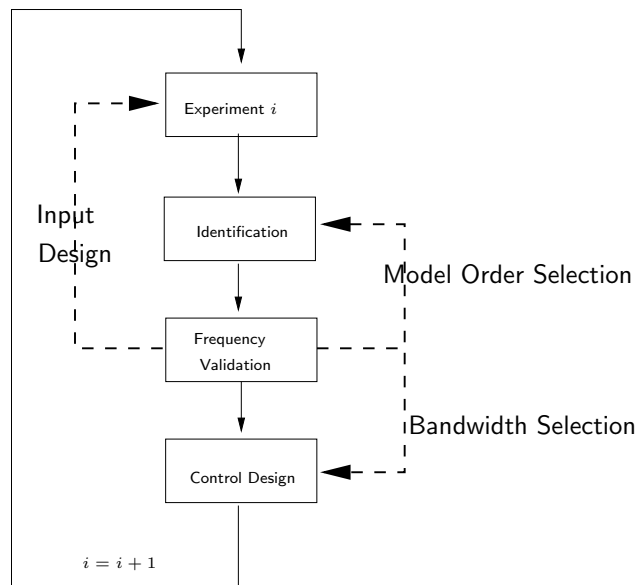 Experiment i
Input
Design
Identification
Model Order Selection
Frequency
Validation
Bandwidth Selection
Control Design
i = i + 1